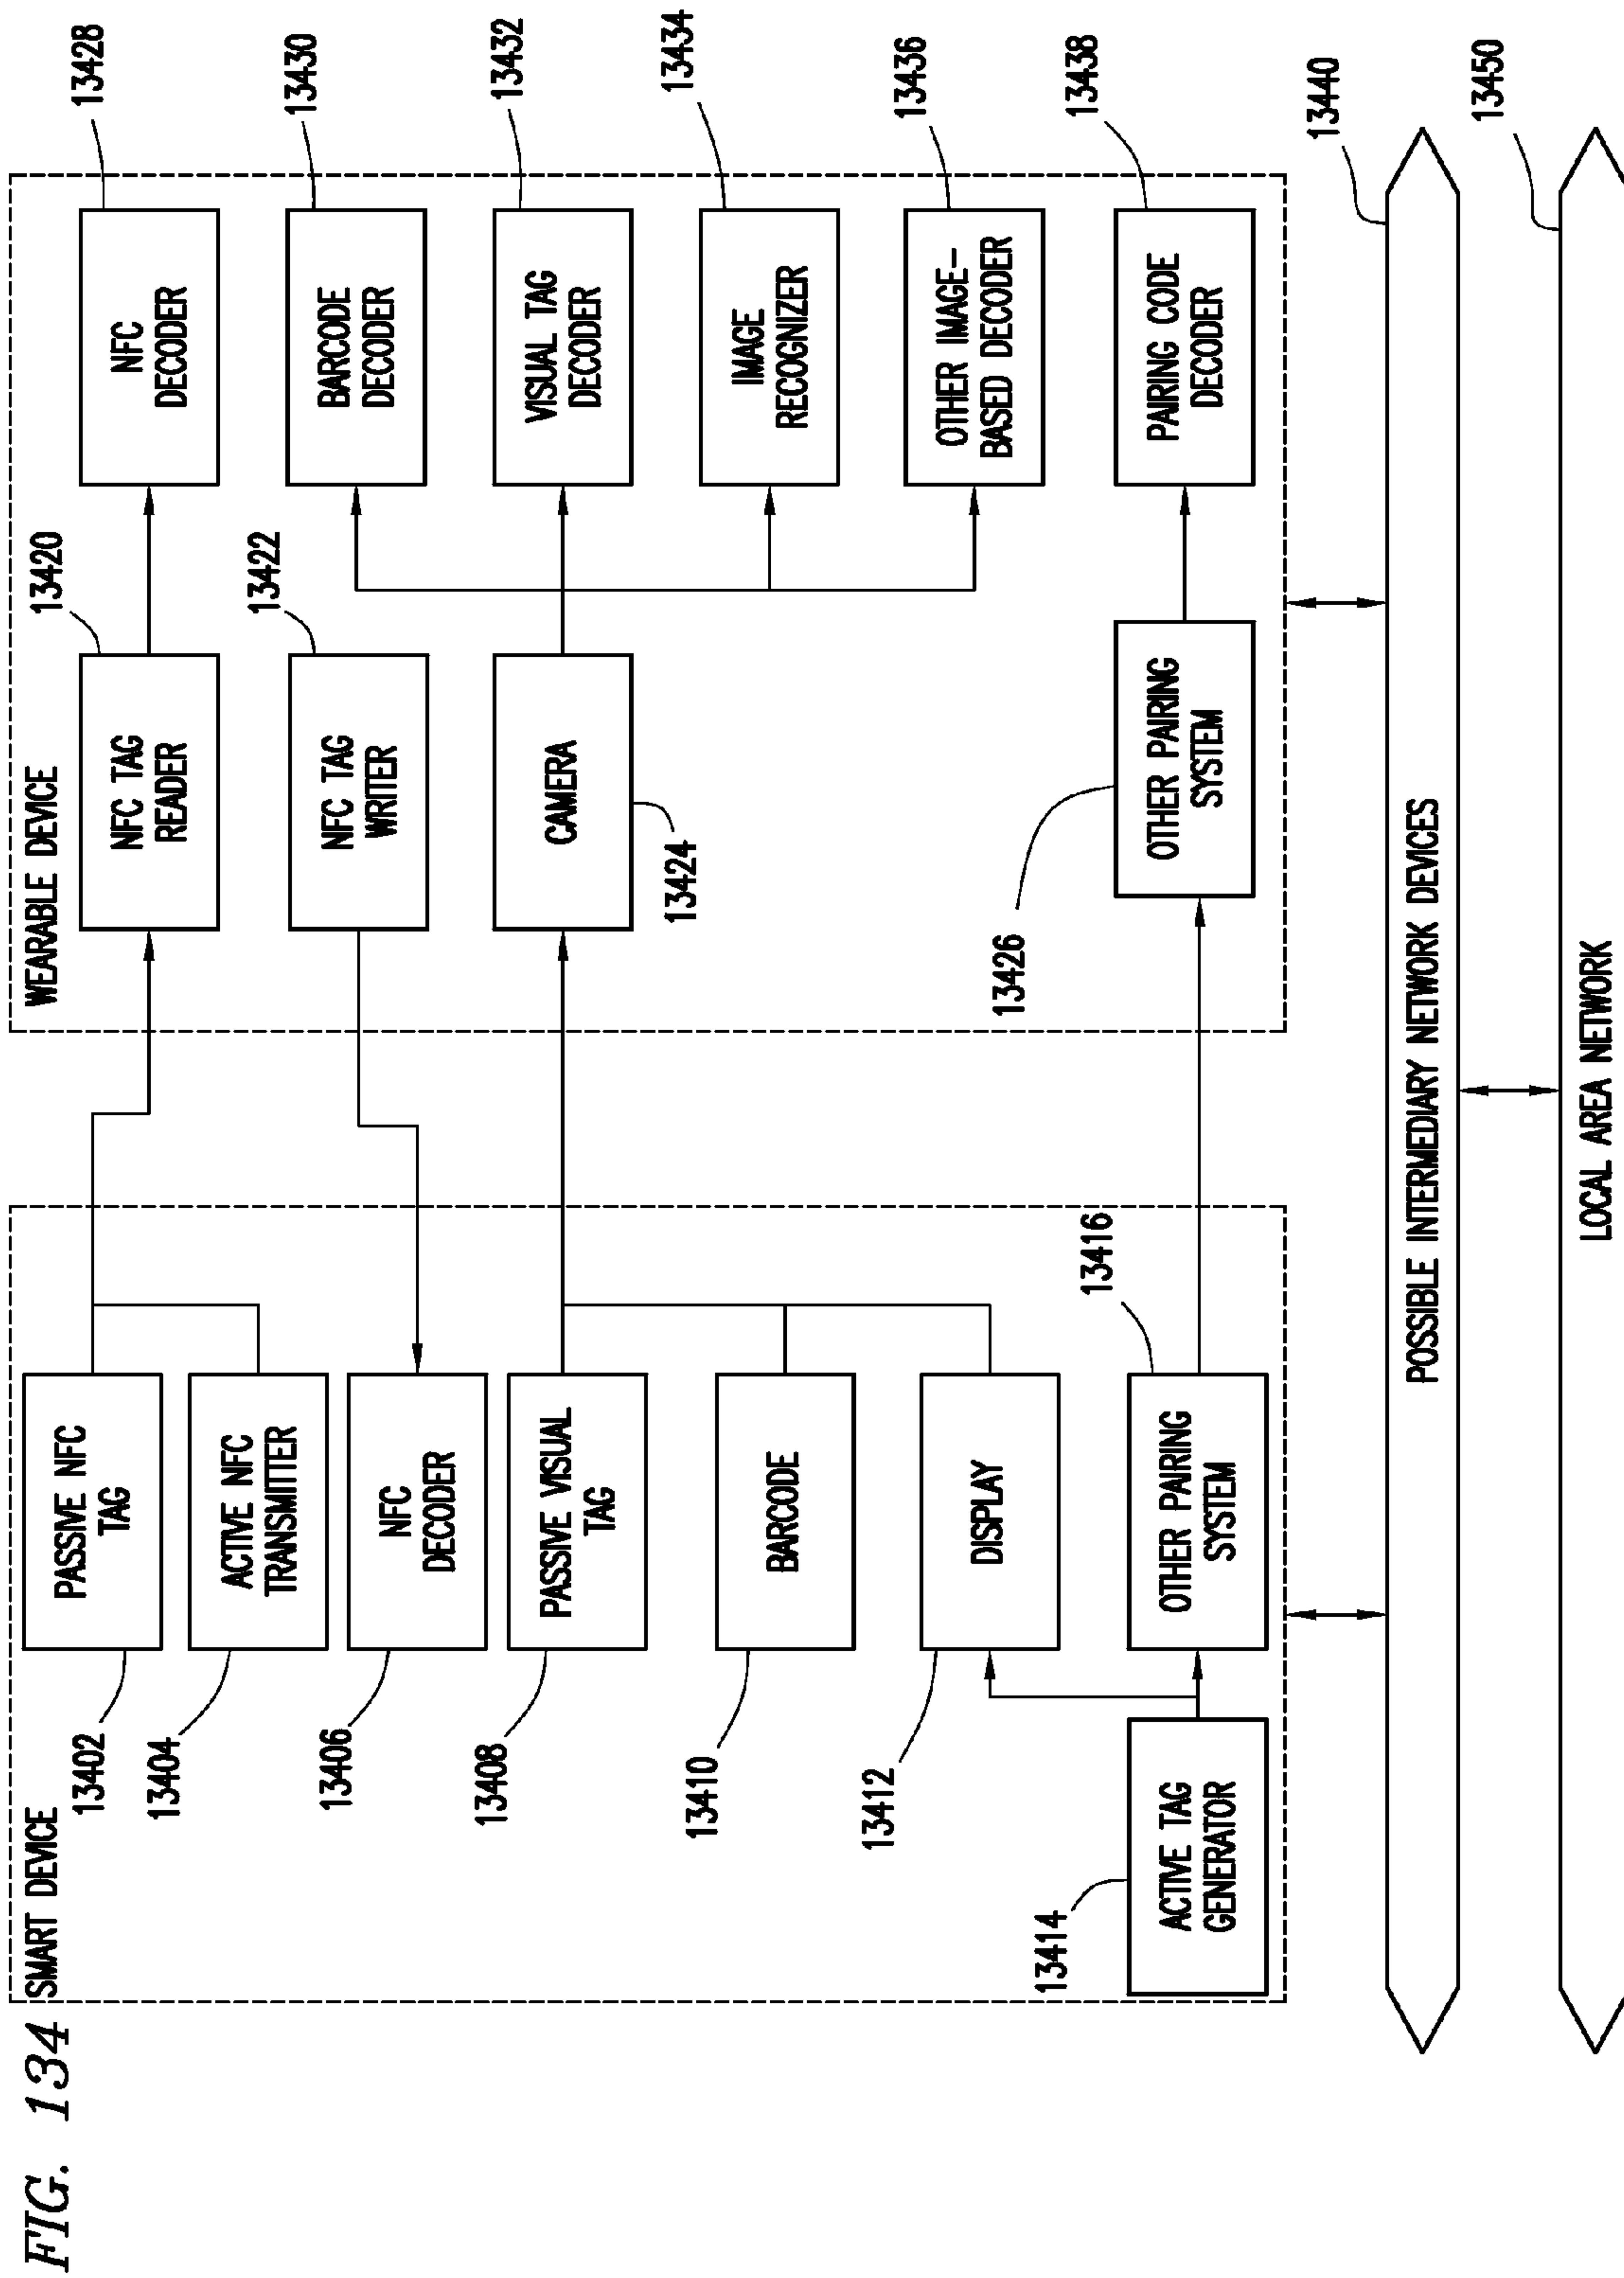 FIG. 134
SMART DEVICE
13402
PASSIVE NFC
TAG
13404
ACTIVE NFC
TRANSMITTER
13406
NFC
DECODER
13408
PASSIVE VISUAL
TAG
13410
BARCODE
13412
DISPLAY
13414
ACTIVE TAG
GENERATOR
OTHER PAIRING
SYSTEM
13416
WEARABLE DEVICE
NFC TAG
READER
13420
NFC TAG
WRITER
13422
CAMERA
13424
13426
OTHER PAIRING
SYSTEM
NFC
DECODER
13428
BARCODE
DECODER
13430
VISUAL TAG
DECODER
13432
IMAGE
RECOGNIZER
13434
OTHER IMAGE-
BASED DECODER
13436
PAIRING CODE
DECODER
13438
POSSIBLE INTERMEDIARY NETWORK DEVICES
13440
LOCAL AREA NETWORK
13450